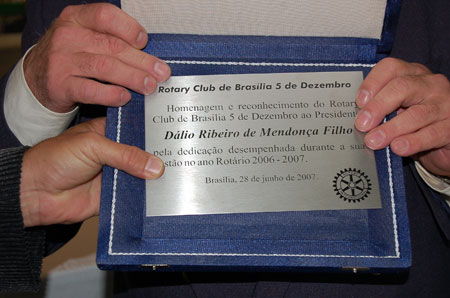 Rotary Club de Brasília 5 de Dezembro
Homenagem e reconhecimento do Rotary
Club de Brasília 5 de Dezembro ao Presidente
Dálio Ribeiro de Mendonça Filho
pela dedicação desempenhada durante a sua
gestão no ano Rotário 2006 - 2007.
Brasília, 28 de junho de 2007.